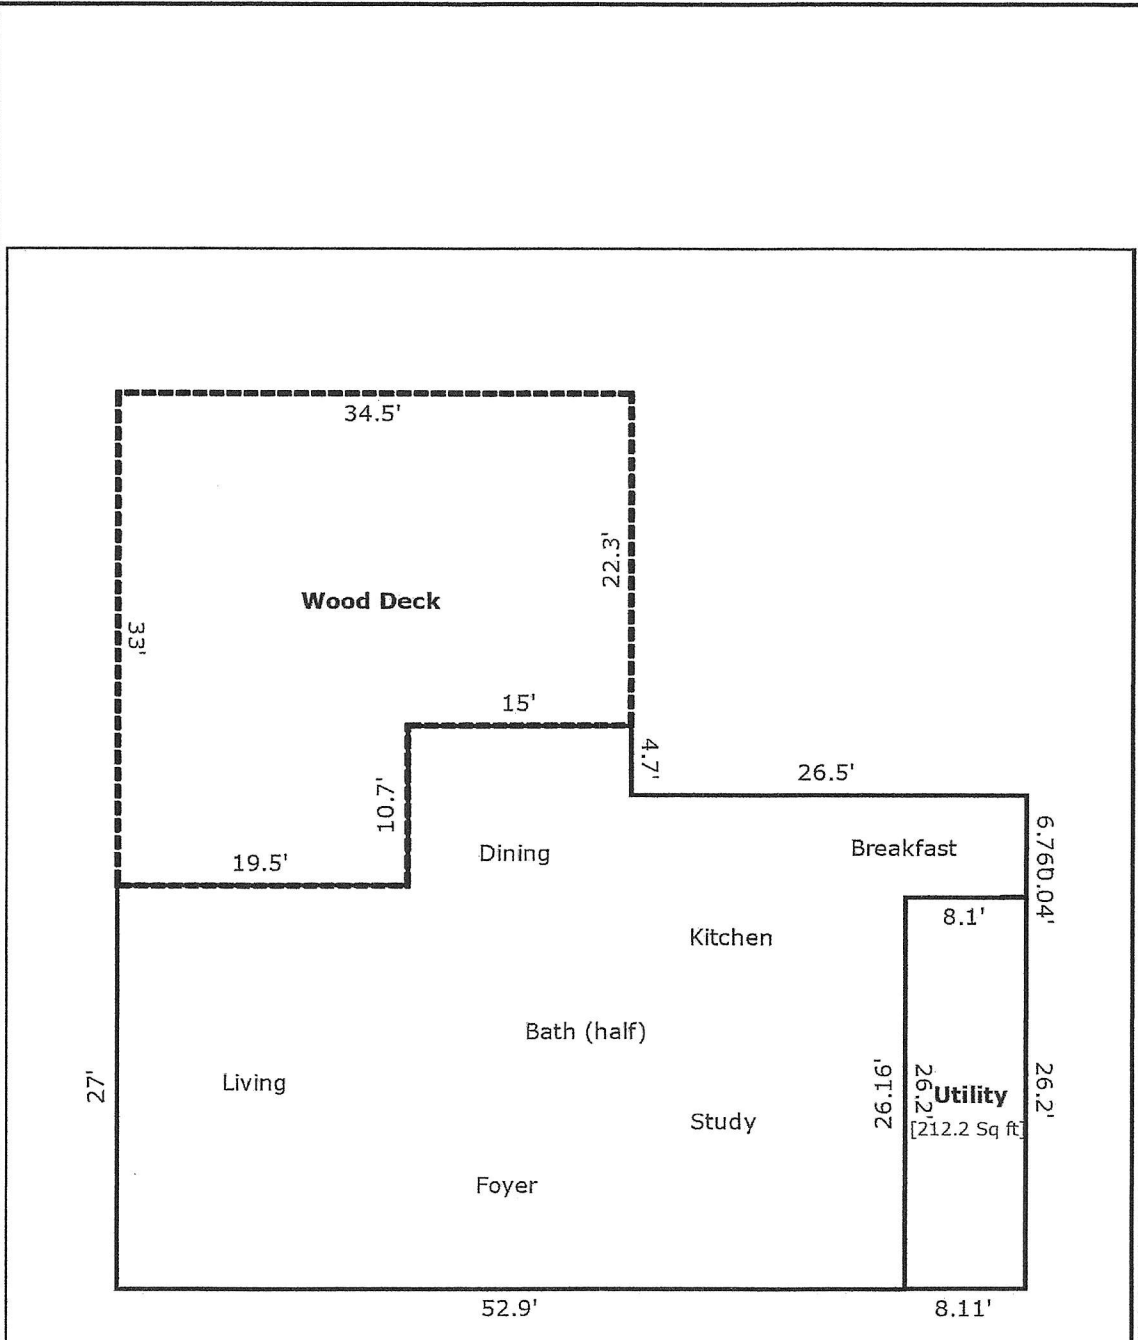 34.5'
22.3'
Wood Deck
33'
15'
4.7'
26.5'
10.7'
19.5'
Dining
Breakfast
6.76'
0.04'
8.1'
Kitchen
Bath (half)
Living
27'
26.16'
26.2'
Utility
[212.2 Sq ft]
26.2'
Study
Foyer
52.9'
8.11'